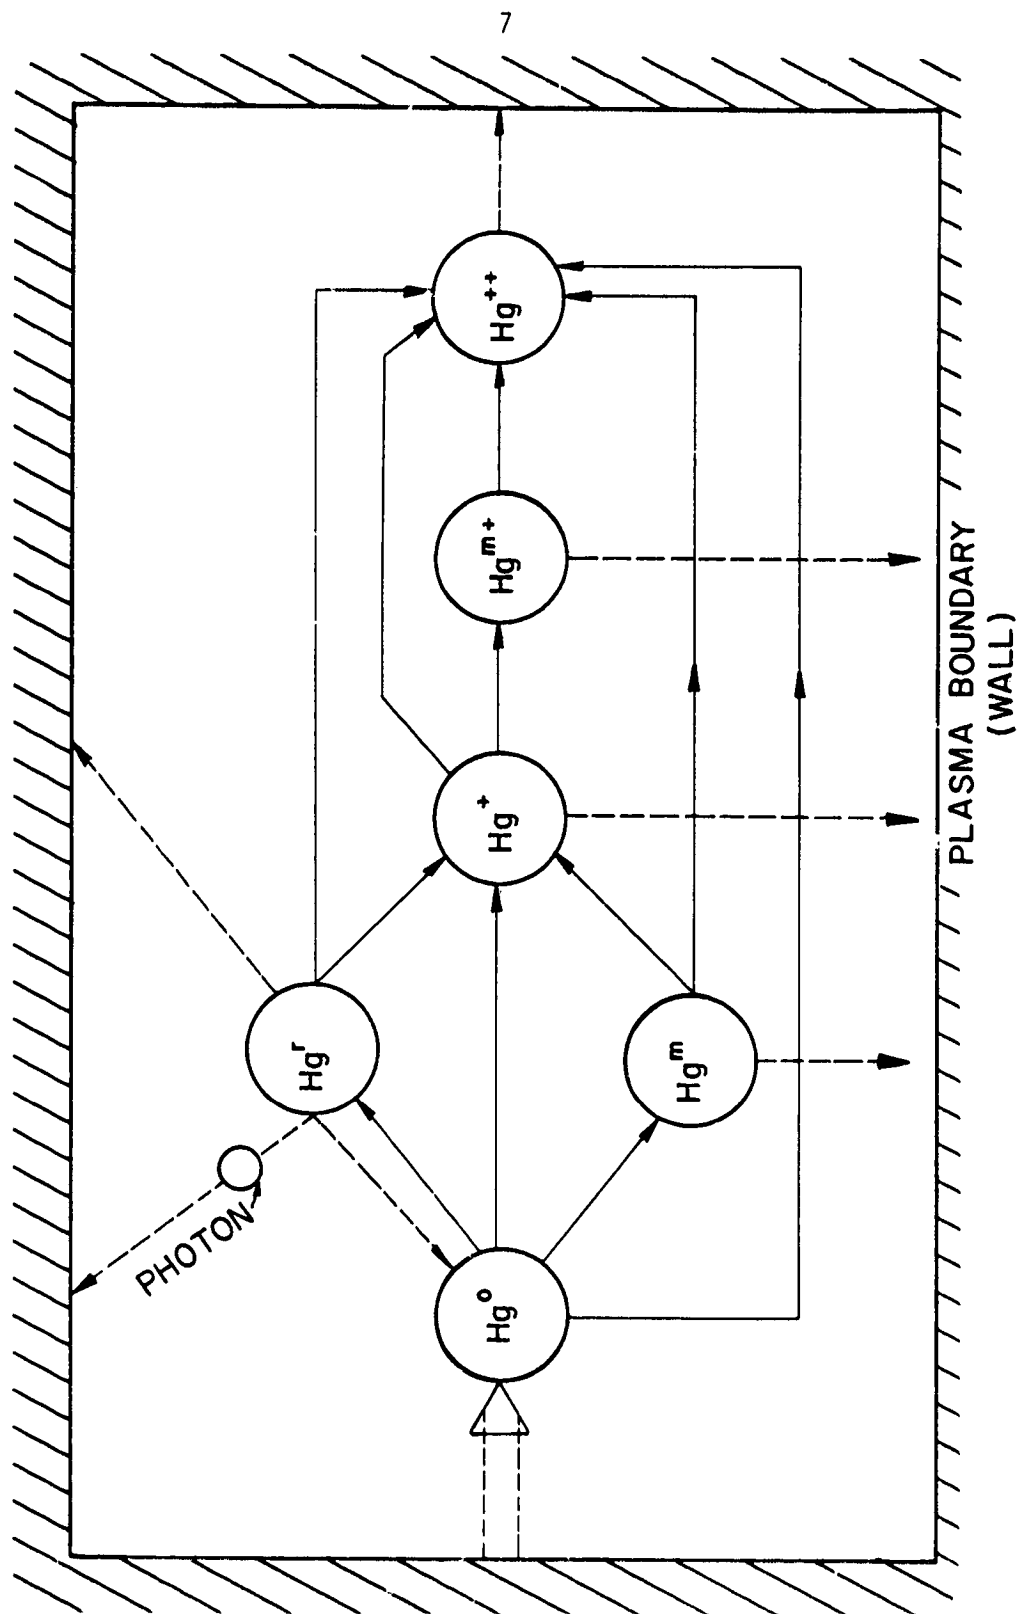 7
PHOTON
Hg^r
Hg^o
Hg^+
Hg^m+
Hg^++
Hg^m
PLASMA BOUNDARY
(WALL)